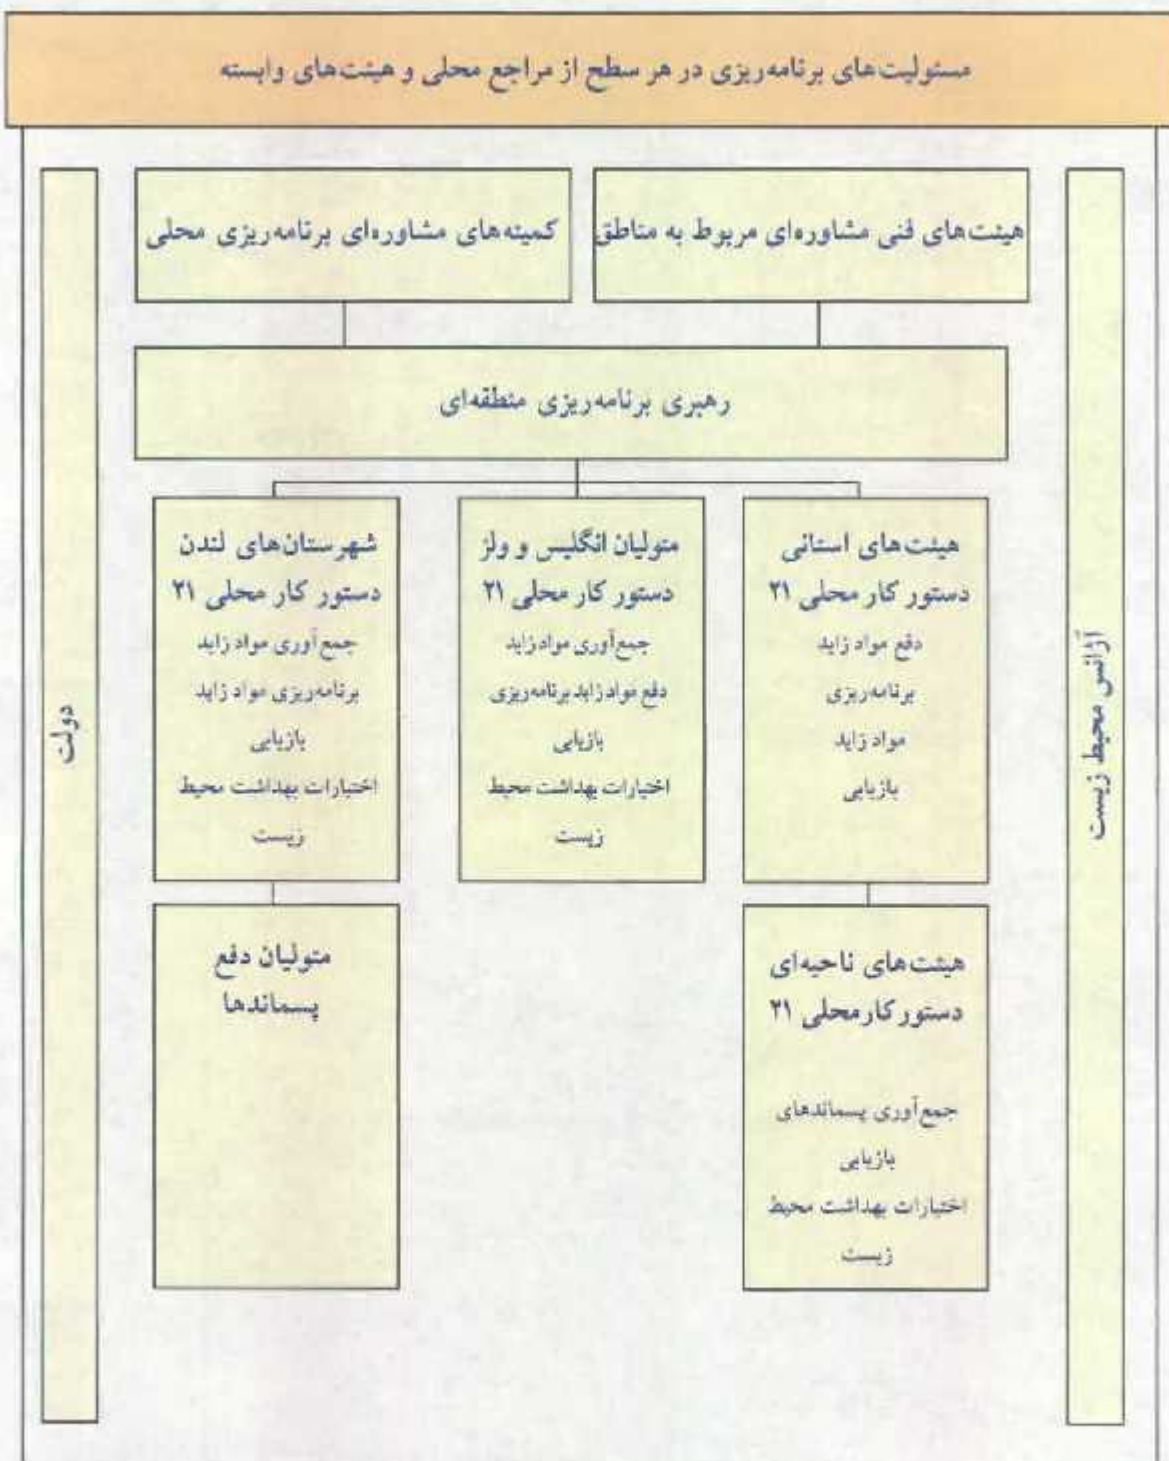 مسئولیت‌های برنامه‌ریزی در هر سطح از مراجع محلی و هیئت‌های وابسته
آژانس محیط زیست
هیئت‌های فنی مشاوره‌ای مربوط به مناطق
کمیته‌های مشاوره‌ای برنامه‌ریزی محلی
دولت
رهبری برنامه‌ریزی منطقه‌ای
هیئت‌های استانی
دستور کار محلی ۲۱
دفع مواد زاید
برنامه‌ریزی
مواد زاید
بازیابی
متولیان انگلیس و ولز
دستور کار محلی ۲۱
جمع‌آوری مواد زاید
دفع مواد زاید برنامه‌ریزی
بازیابی
اختیارات بهداشت محیط
زیست
شهرستان‌های لندن
دستور کار محلی ۲۱
جمع‌آوری مواد زاید
برنامه‌ریزی مواد زاید
بازیابی
اختیارات بهداشت محیط
زیست
هیئت‌های ناحیه‌ای
دستور کار محلی ۲۱
جمع‌آوری پسماندهای
بازیابی
اختیارات بهداشت محیط
زیست
متولیان دفع
پسماندها